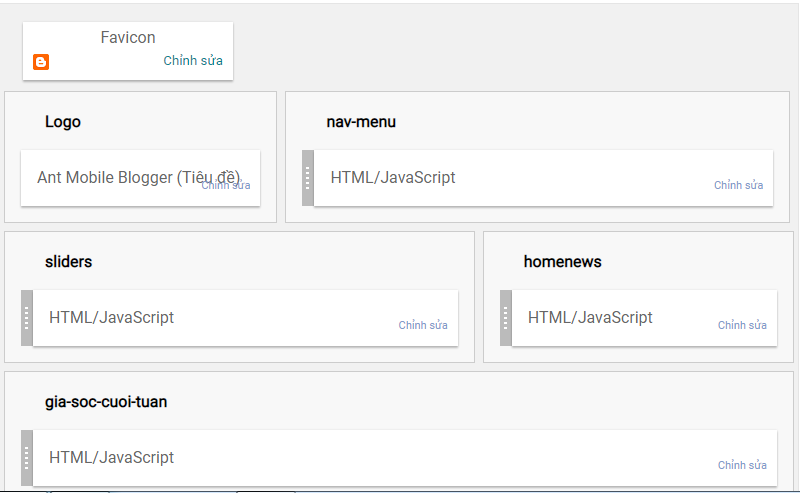 Favicon
Chỉnh sửa
Logo
Ant Mobile Blogger (Tiêu đề)
Chỉnh sửa
nav-menu
HTML/JavaScript
Chỉnh sửa
sliders
HTML/JavaScript
Chỉnh sửa
homenews
HTML/JavaScript
Chỉnh sửa
gia-soc-cuoi-tuan
HTML/JavaScript
Chỉnh sửa